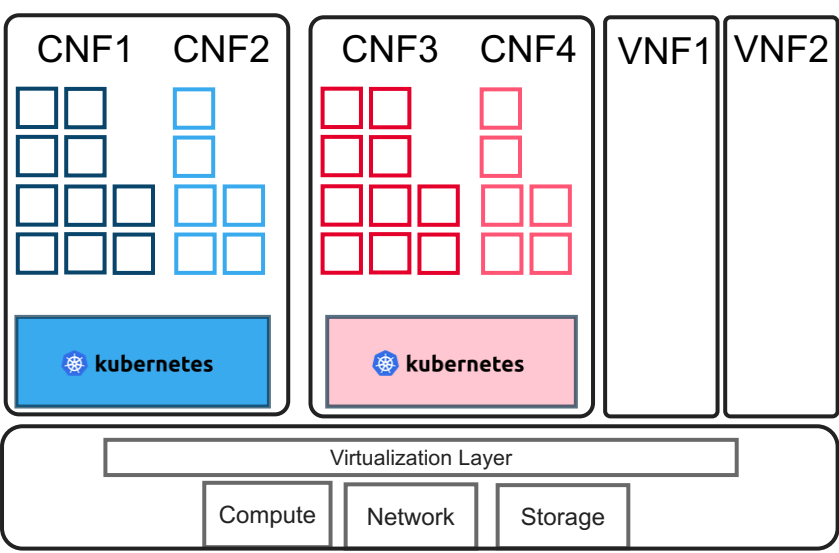 CNF1 CNF2 CNF3 CNF4 VNF1 VNF2
kubernetes kubernetes
Virtualization Layer
Compute Network Storage